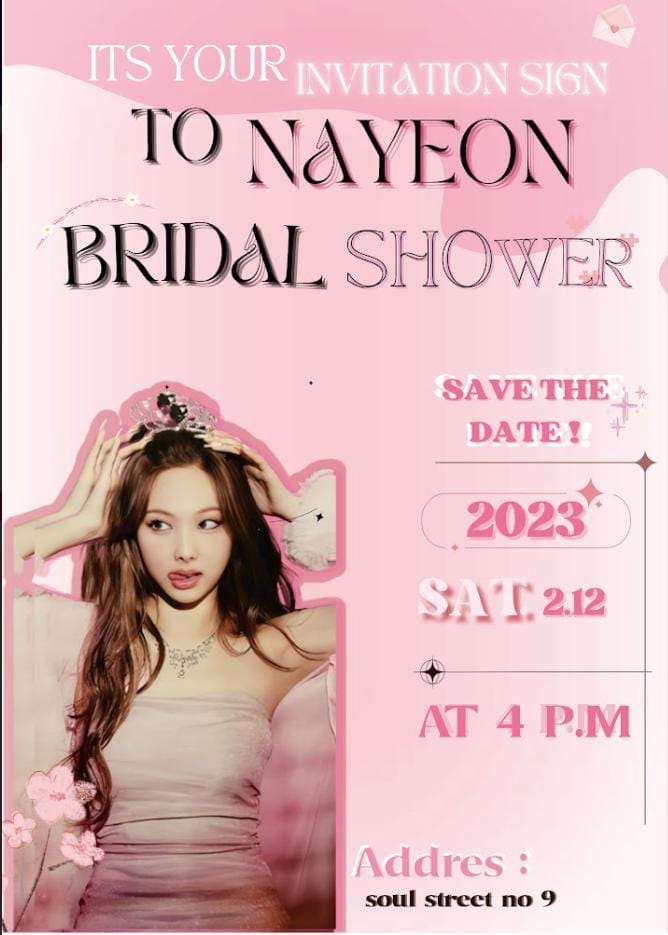 ITS YOUR INVITATION SIGN
TO NAYEON
BRIDAL SHOWER
SAVE THE
DATE!
2023
SAT. 2.12
AT 4 P.M
Addres :
soul street no 9